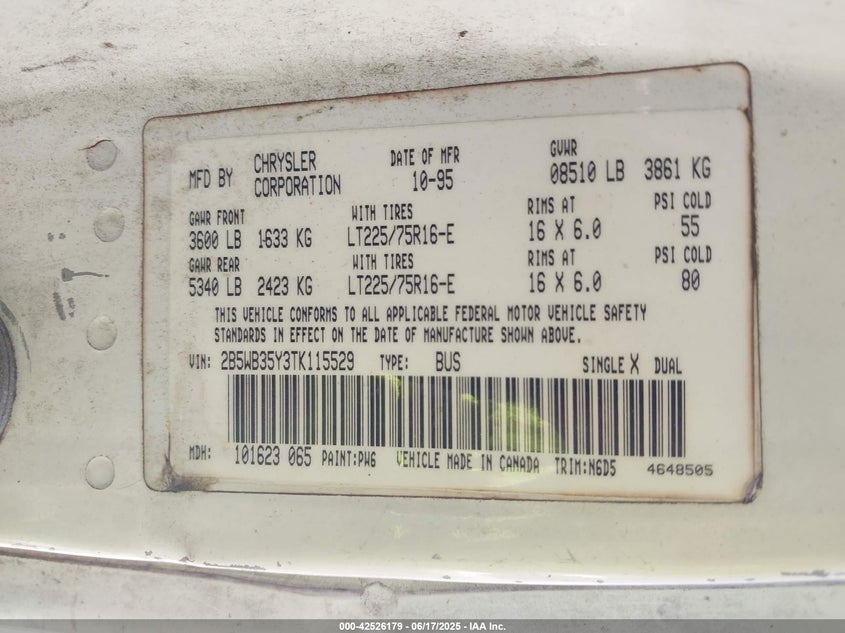 MFD BY CHRYSLER CORPORATION DATE OF MFR 10-95 GVWR 08510 LB 3861 KG
GAWR FRONT WITH TIRES RIMS AT PSI COLD
3600 LB 1633 KG LT225/75R16-E 16 X 6.0 55
GAWR REAR WITH TIRES RIMS AT PSI COLD
5340 LB 2423 KG LT225/75R16-E 16 X 6.0 80
THIS VEHICLE CONFORMS TO ALL APPLICABLE FEDERAL MOTOR VEHICLE SAFETY
STANDARDS IN EFFECT ON THE DATE OF MANUFACTURE SHOWN ABOVE.
VIN: 2B5WB35Y3TK115529 TYPE: BUS SINGLE X DUAL
MDH: 101623 065 PAINT:PW6 VEHICLE MADE IN CANADA TRIM:N6D5 4648505
000-42526179 - 06/17/2025 - IAA Inc.